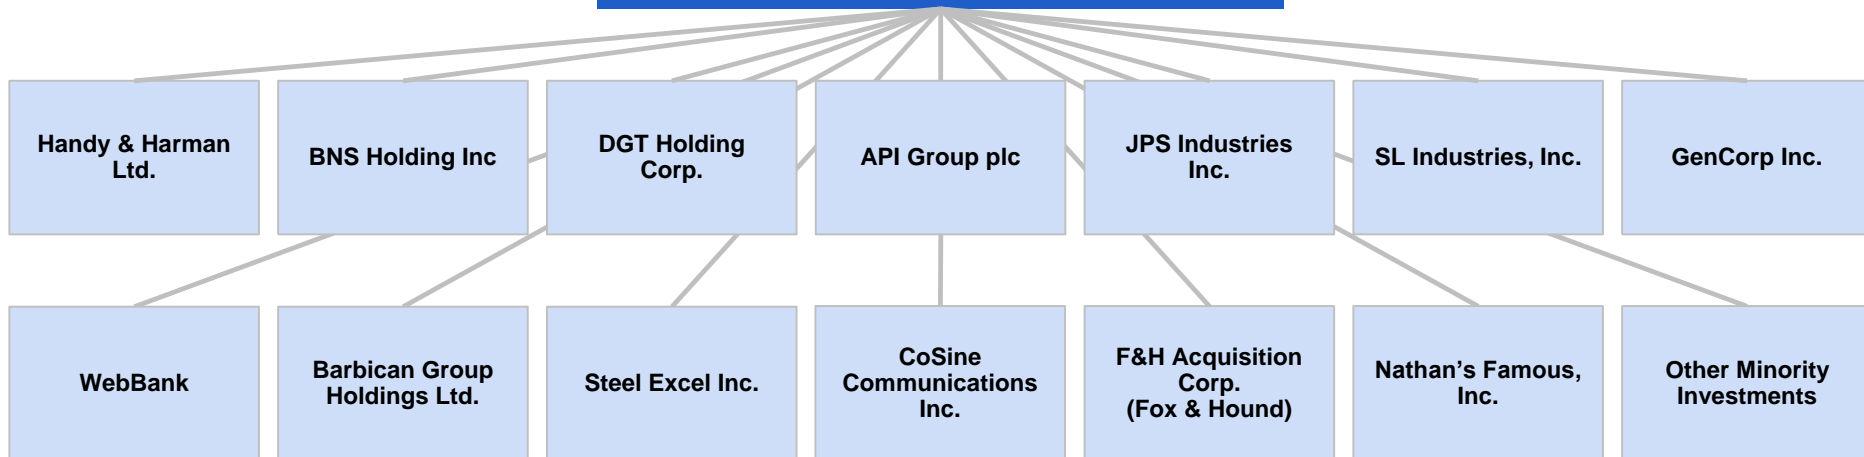 Handy & Harman
Ltd.
BNS Holding Inc
DGT Holding
Corp.
API Group plc
JPS Industries
Inc.
SL Industries, Inc.
GenCorp Inc.
WebBank
Barbican Group
Holdings Ltd.
Steel Excel Inc.
CoSine
Communications
Inc.
F&H Acquisition
Corp.
(Fox & Hound)
Nathan’s Famous,
Inc.
Other Minority
Investments